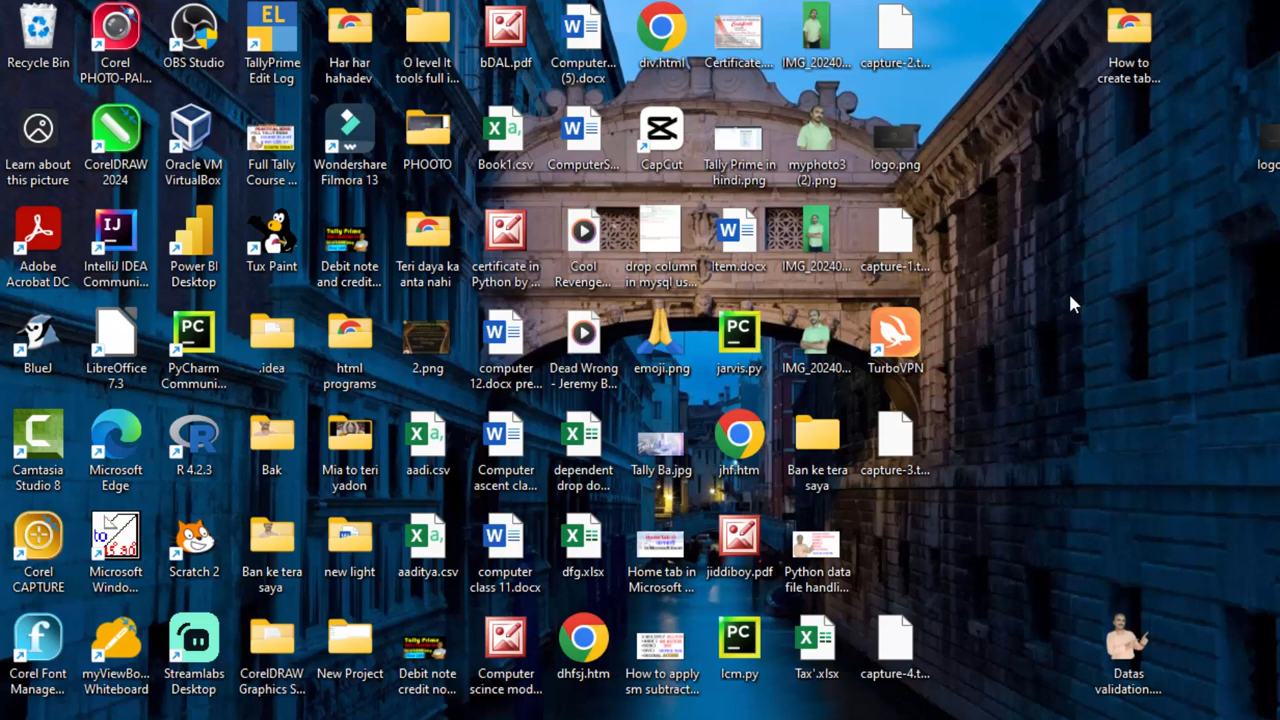 Recycle Bin
Corel
PHOTO-PAI...
OBS Studio
EL
TallyPrime
Edit Log
Har har
hahadev
O level It
tools full i...
bDAL.pdf
Computer...
(5).docx
div.html
Certificate....
IMG_20240...
capture-2.t...
How to
create tab...
Learn about
this picture
CorelDRAW
2024
Oracle VM
VirtualBox
Full Tally
Course ...
Wondershare
Filmora 13
PHOOTO
Book1.csv
ComputerS...
CapCut
Tally Prime in
hindi.png
myphoto3
(2).png
logo.png
logo
Adobe
Acrobat DC
IJ
IntelliJ IDEA
Communi...
Power BI
Desktop
Tux Paint
Tally Prime
Debit note
and credit...
Teri daya ka
anta nahi
certificate in
Python by ...
Cool
Revenge...
drop column
in mysql us...
Item.docx
IMG_20240...
capture-1.t...
BlueJ
LibreOffice
7.3
PC
PyCharm
Communi...
.idea
html
programs
2.png
computer
12.docx pre...
Dead Wrong
- Jeremy B...
emoji.png
PC
jarvis.py
IMG_20240...
TurboVPN
Camtasia
Studio 8
Microsoft
Edge
R 4.2.3
Bak
Mia to teri
yadon
aadi.csv
Computer
ascent cla...
dependent
drop do...
Tally Ba.jpg
jhf.htm
Ban ke tera
saya
capture-3.t...
Corel
CAPTURE
Microsoft
Windo...
Scratch 2
Ban ke tera
saya
new light
aaditya.csv
computer
class 11.docx
dfg.xlsx
Home tab in
Microsoft ...
jiddiboy.pdf
Python data
file handli...
Corel Font
Manage...
myViewBo...
Whiteboard
Streamlabs
Desktop
CorelDRAW
Graphics S...
New Project
Tally Prime
Debit note
credit no...
Computer
scince mod...
dhfsj.htm
How to apply
sm subtract...
PC
lcm.py
Tax'.xlsx
capture-4.t...
Datas
validation....